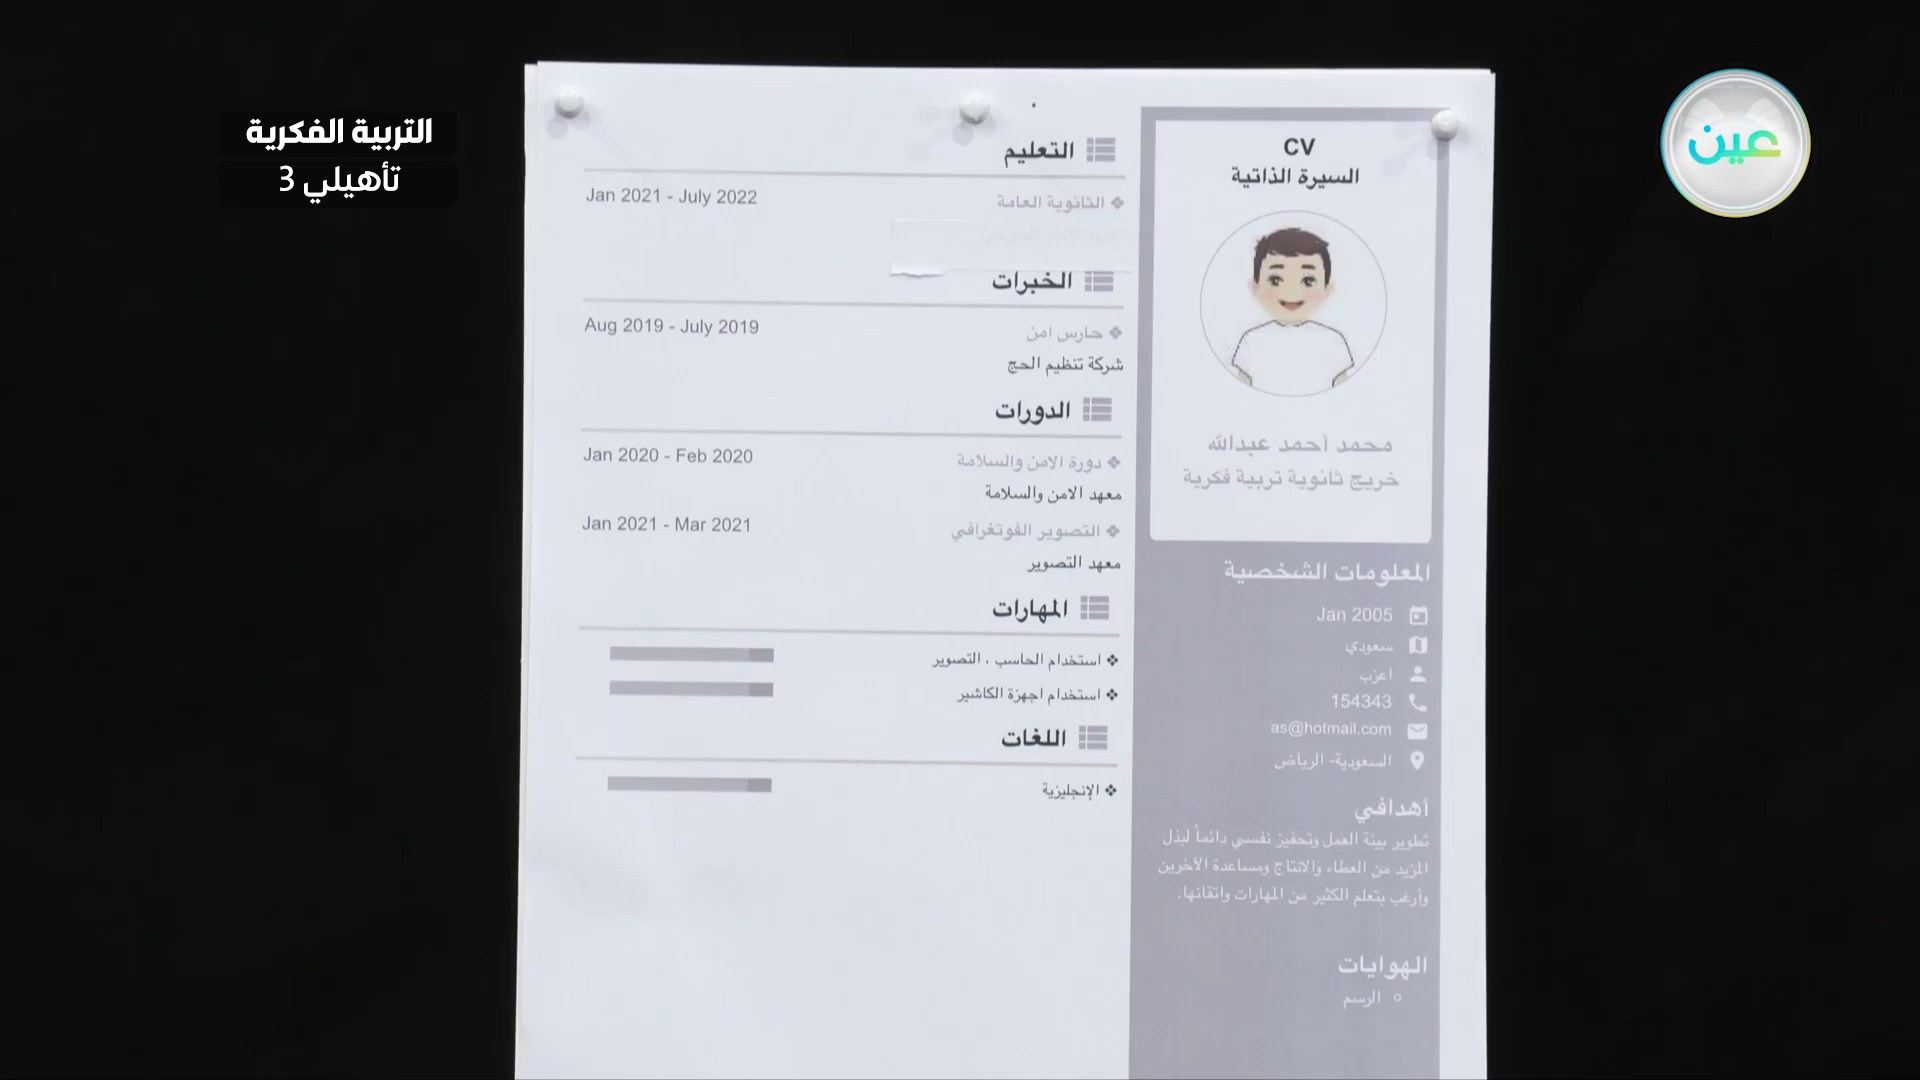 التربية الفكرية
تأهيلي 3
عين
CV
السيرة الذاتية
محمد أحمد عبدالله
خريج ثانوية تربية فكرية
المعلومات الشخصية
Jan 2005
سعودي
اعزب
154343
as@hotmail.com
السعودية- الرياض
أهدافي
تطوير بيئة العمل وتحفيز نفسي دائماً لبذل
المزيد من العطاء والانتاج ومساعدة الأخرين
وأرغب بتعلم الكثير من المهارات واتقانها.
الهوايات
الرسم
التعليم
الثانوية العامة Jan 2021 - July 2022
الخبرات
حارس امن Aug 2019 - July 2019
شركة تنظيم الحج
الدورات
دورة الامن والسلامة Jan 2020 - Feb 2020
معهد الامن والسلامة
التصوير الفوتغرافي Jan 2021 - Mar 2021
معهد التصوير
المهارات
استخدام الحاسب ، التصوير
استخدام اجهزة الكاشير
اللغات
الإنجليزية